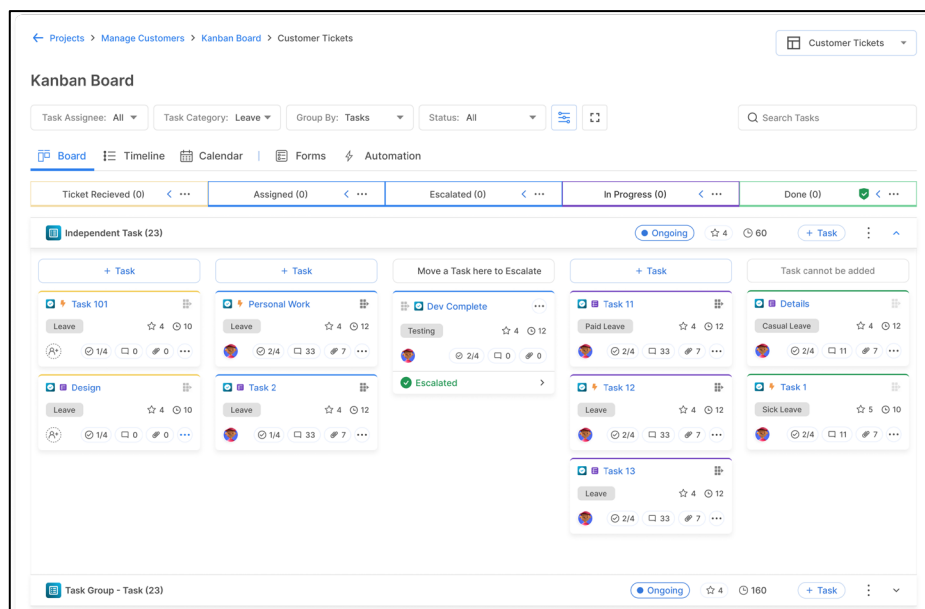 Projects > Manage Customers > Kanban Board > Customer Tickets
Customer Tickets
Kanban Board
Task Assignee: All
Task Category: Leave
Group By: Tasks
Status: All
Search Tasks
Board
Timeline
Calendar
Forms
Automation
Ticket Recieved (0)
Assigned (0)
Escalated (0)
In Progress (0)
Done (0)
Independent Task (23)
Ongoing
4
60
+ Task
+ Task
+ Task
Move a Task here to Escalate
+ Task
Task cannot be added
Task 101
Leave
4
10
1/4
0
0
Design
Leave
4
10
1/4
0
0
Personal Work
Leave
4
12
2/4
33
7
Task 2
Leave
4
12
1/4
33
7
Dev Complete
Testing
4
12
2/4
0
0
Escalated
Task 11
Paid Leave
4
12
2/4
33
7
Task 12
Leave
4
12
2/4
33
7
Task 13
Leave
4
12
2/4
33
7
Details
Casual Leave
4
12
2/4
11
7
Task 1
Sick Leave
5
10
2/4
11
7
Task Group - Task (23)
Ongoing
4
160
+ Task